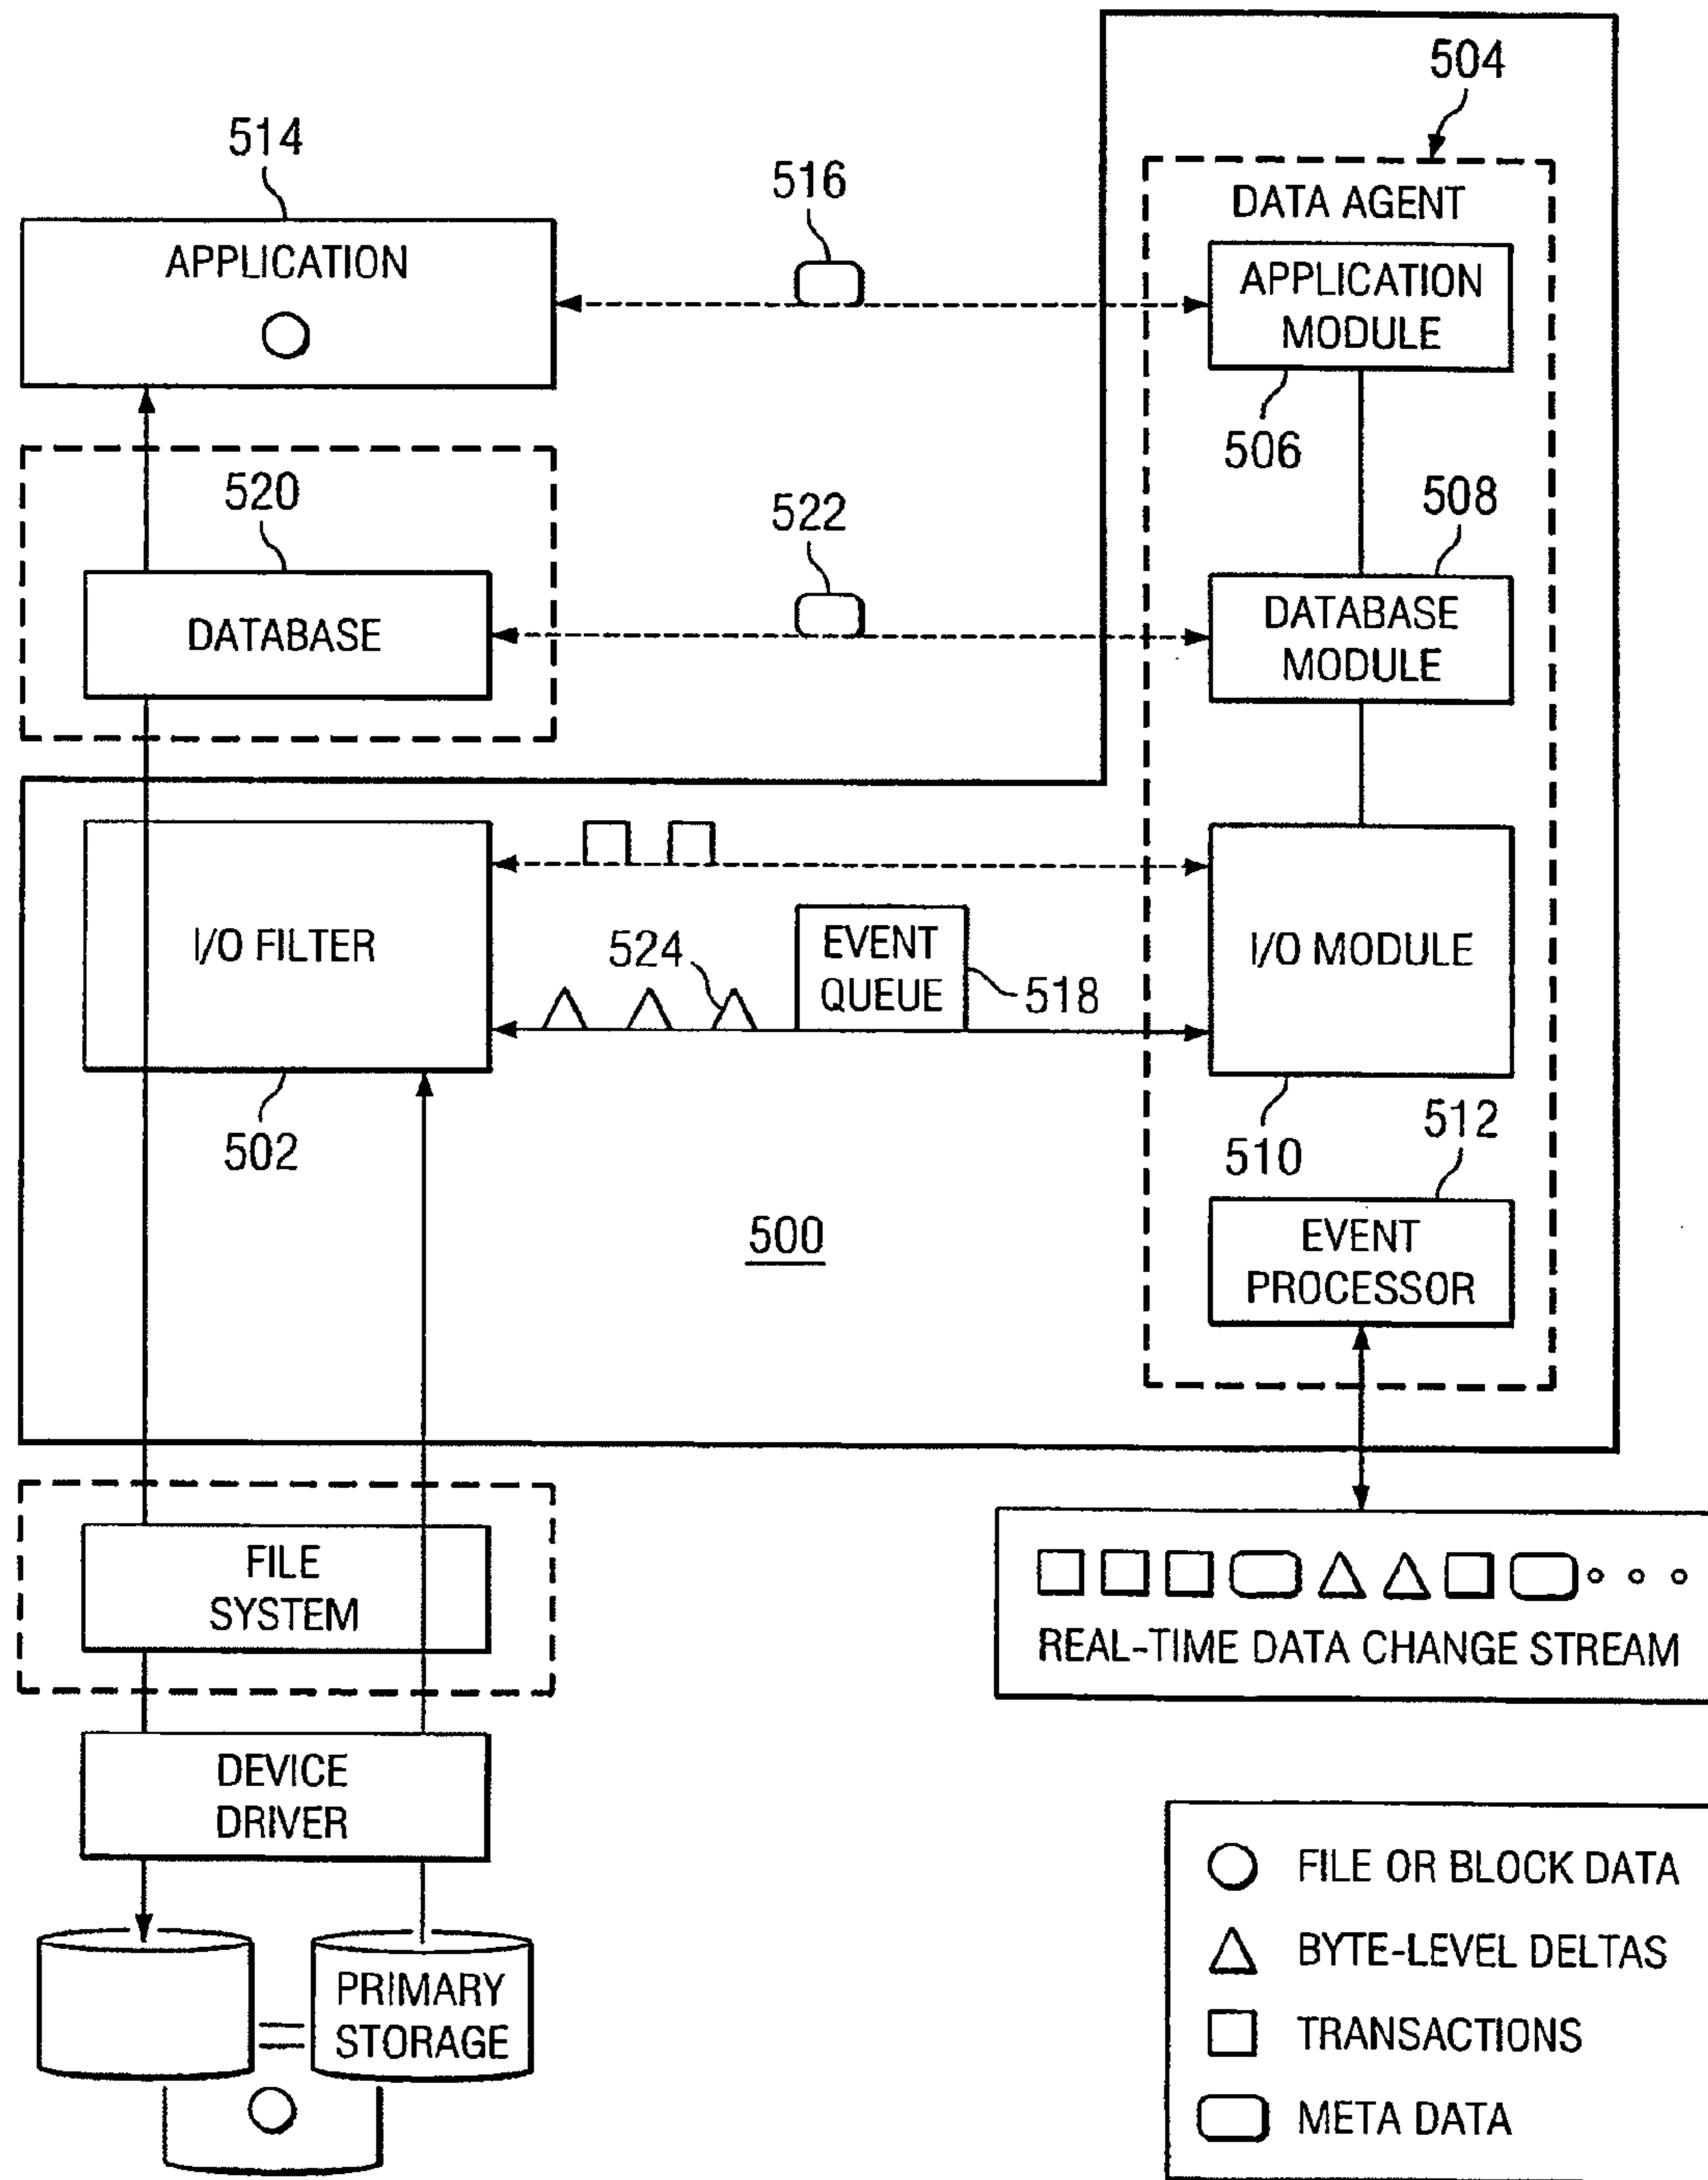 504
514
516
DATA AGENT
APPLICATION
APPLICATION
MODULE
506
520
522
508
DATABASE
DATABASE
MODULE
I/O FILTER
524
EVENT
QUEUE
518
I/O MODULE
502
510
512
500
EVENT
PROCESSOR
FILE
SYSTEM
REAL-TIME DATA CHANGE STREAM
DEVICE
DRIVER
PRIMARY
STORAGE
FILE OR BLOCK DATA
BYTE-LEVEL DELTAS
TRANSACTIONS
META DATA